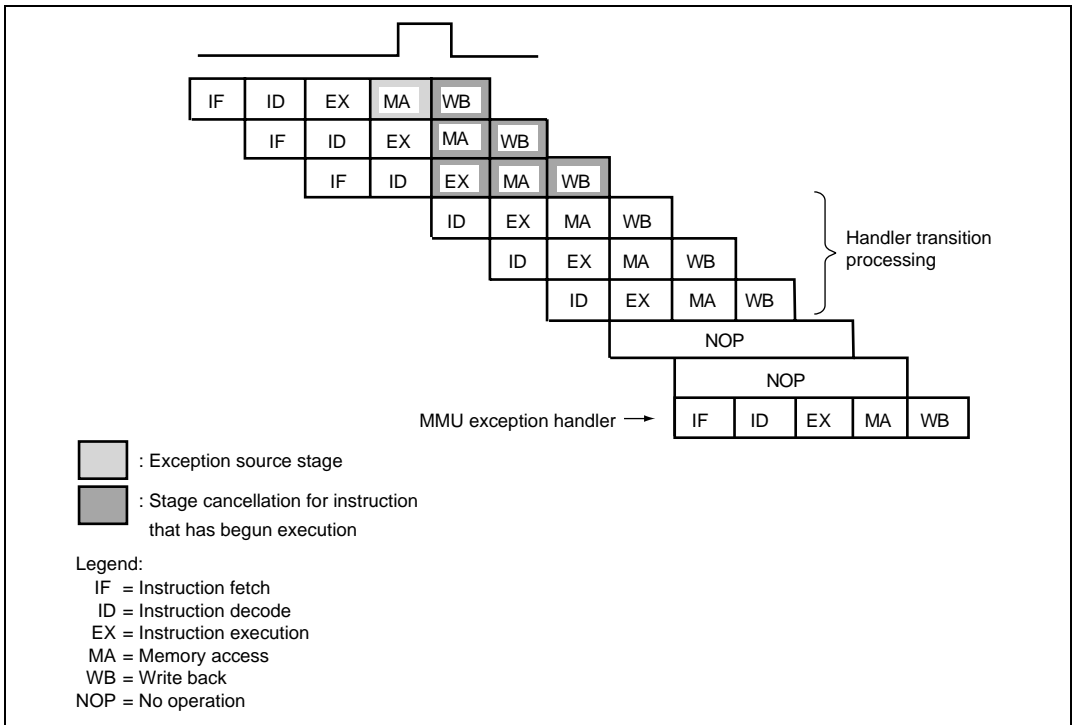 IF ID EX MA WB
IF ID EX MA WB
IF ID EX MA WB
ID EX MA WB
ID EX MA WB
ID EX MA WB
Handler transition
processing
NOP
NOP
MMU exception handler
IF ID EX MA WB
: Exception source stage
: Stage cancellation for instruction
that has begun execution
Legend:
IF = Instruction fetch
ID = Instruction decode
EX = Instruction execution
MA = Memory access
WB = Write back
NOP = No operation